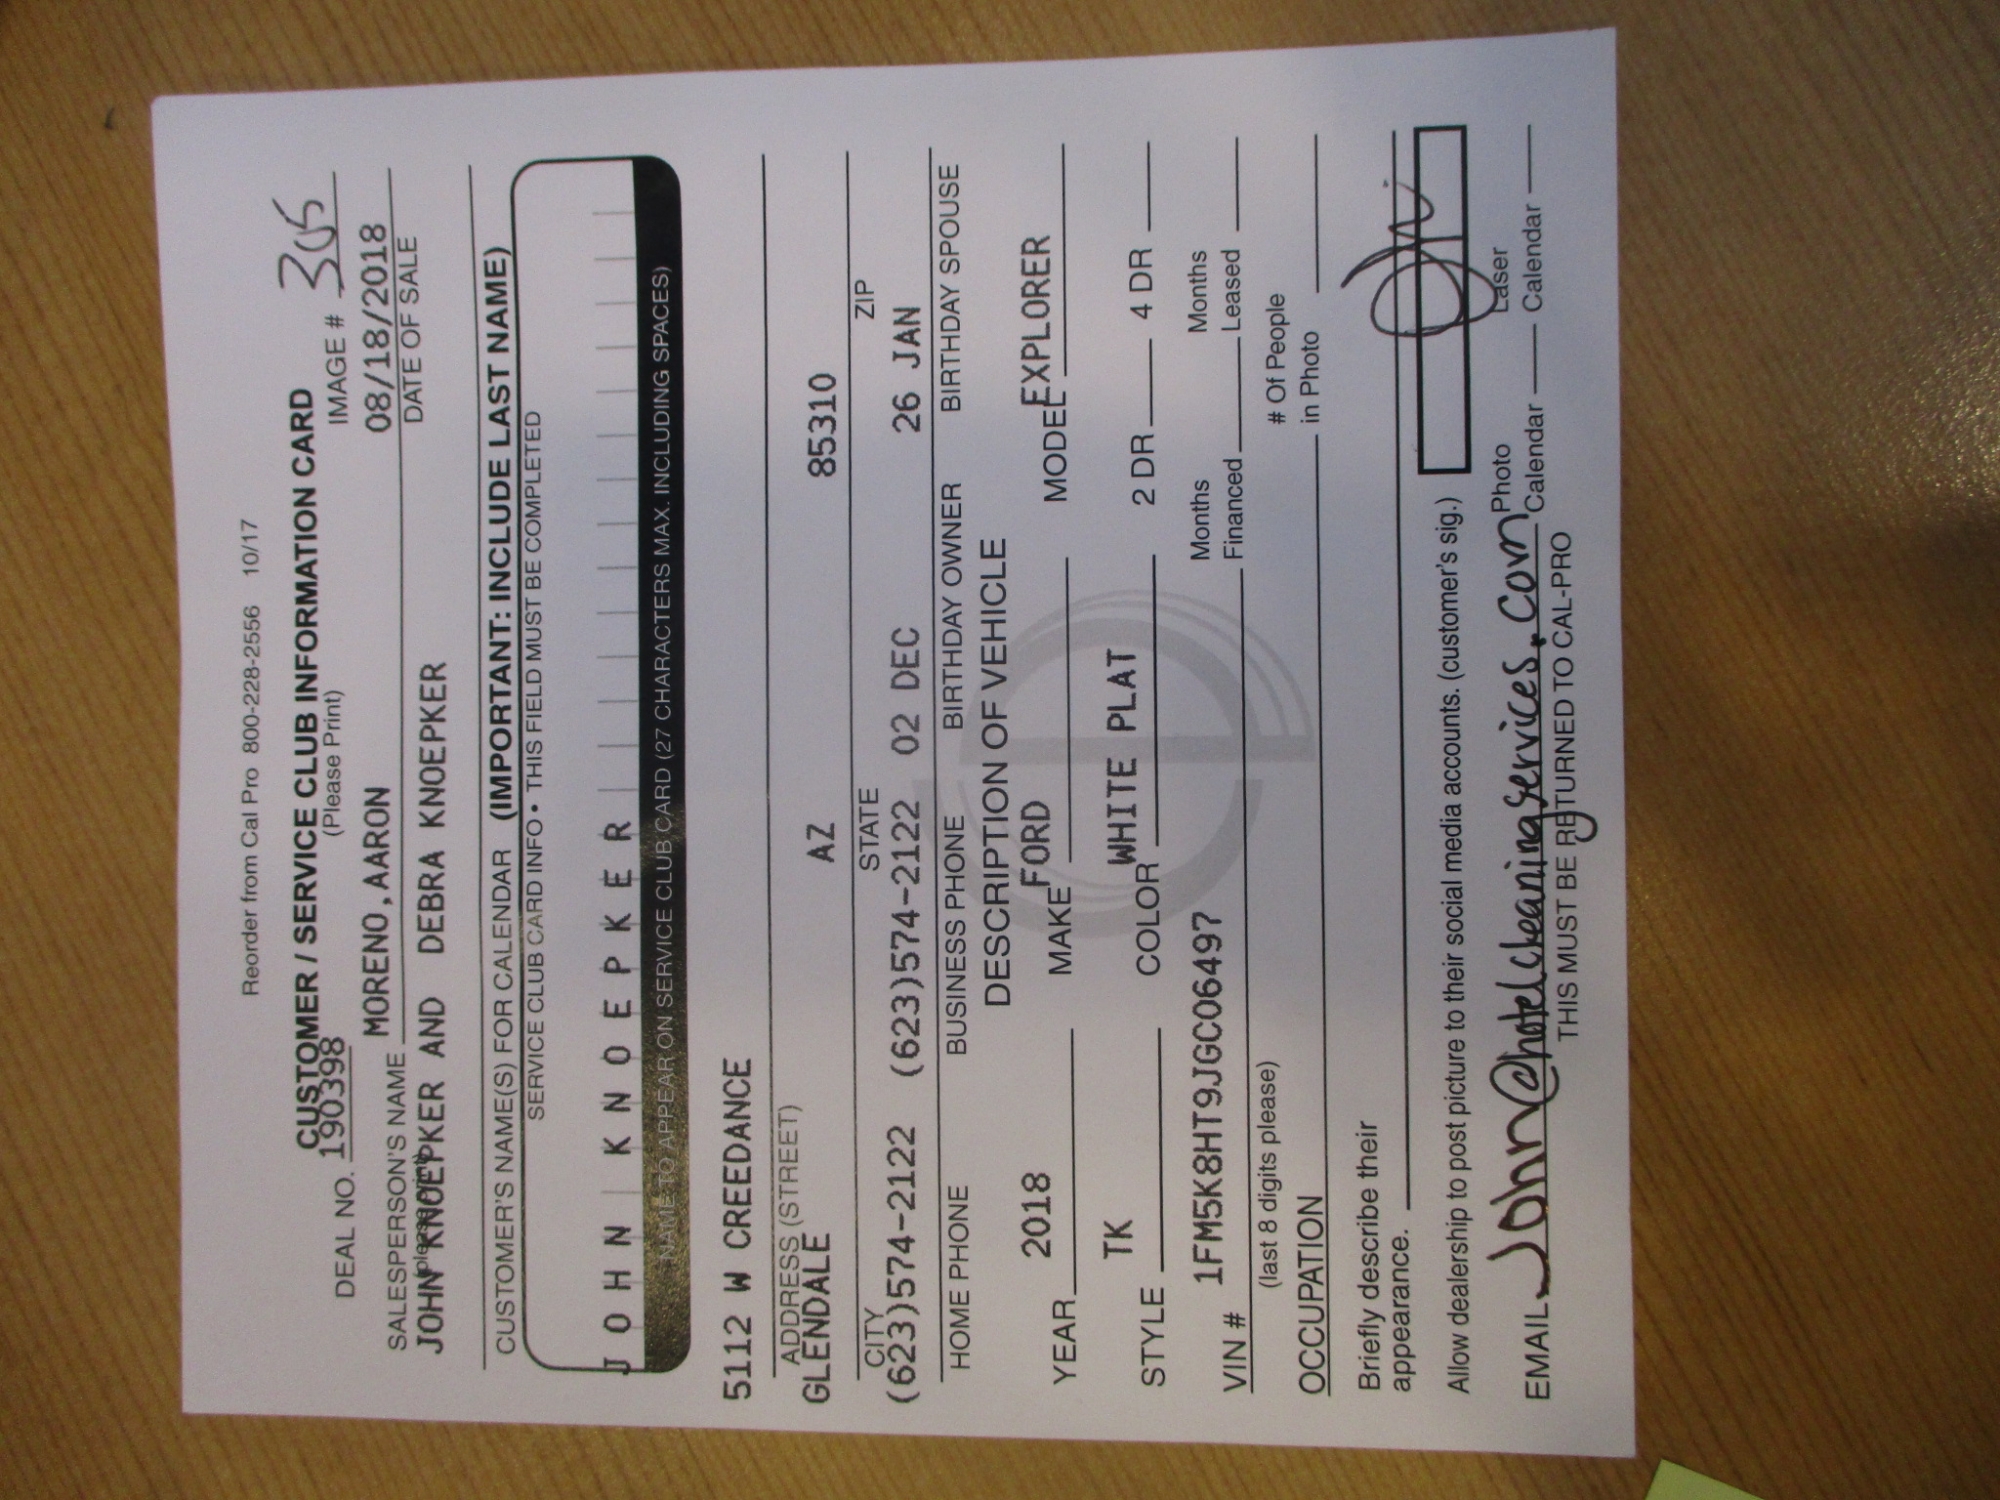 Reorder from Cal Pro 800-228-2556 10/17
CUSTOMER / SERVICE CLUB INFORMATION CARD
(Please Print)
DEAL NO. 190398 IMAGE # 305
MORENO,AARON 08/18/2018
SALESPERSON'S NAME DATE OF SALE
(please print)
JOHN KNOEPKER AND DEBRA KNOEPKER
CUSTOMER'S NAME(S) FOR CALENDAR (IMPORTANT: INCLUDE LAST NAME)
SERVICE CLUB CARD INFO • THIS FIELD MUST BE COMPLETED
J O H N K N O E P K E R
NAME TO APPEAR ON SERVICE CLUB CARD (27 CHARACTERS MAX. INCLUDING SPACES)
5112 W CREEDANCE
ADDRESS (STREET)
GLENDALE AZ 85310
CITY STATE ZIP
(623)574-2122 (623)574-2122 02 DEC 26 JAN
HOME PHONE BUSINESS PHONE BIRTHDAY OWNER BIRTHDAY SPOUSE
DESCRIPTION OF VEHICLE
YEAR 2018 MAKE FORD MODEL EXPLORER
STYLE TK COLOR WHITE PLAT 2 DR 4 DR
VIN # 1FM5K8HT9JGC06497 Months Financed Months Leased
(last 8 digits please)
OCCUPATION # Of People in Photo
Briefly describe their
appearance.
Allow dealership to post picture to their social media accounts. (customer's sig.)
EMAIL John@hotelcleaningservices.com Photo Calendar Laser Calendar Calendar
THIS MUST BE RETURNED TO CAL-PRO